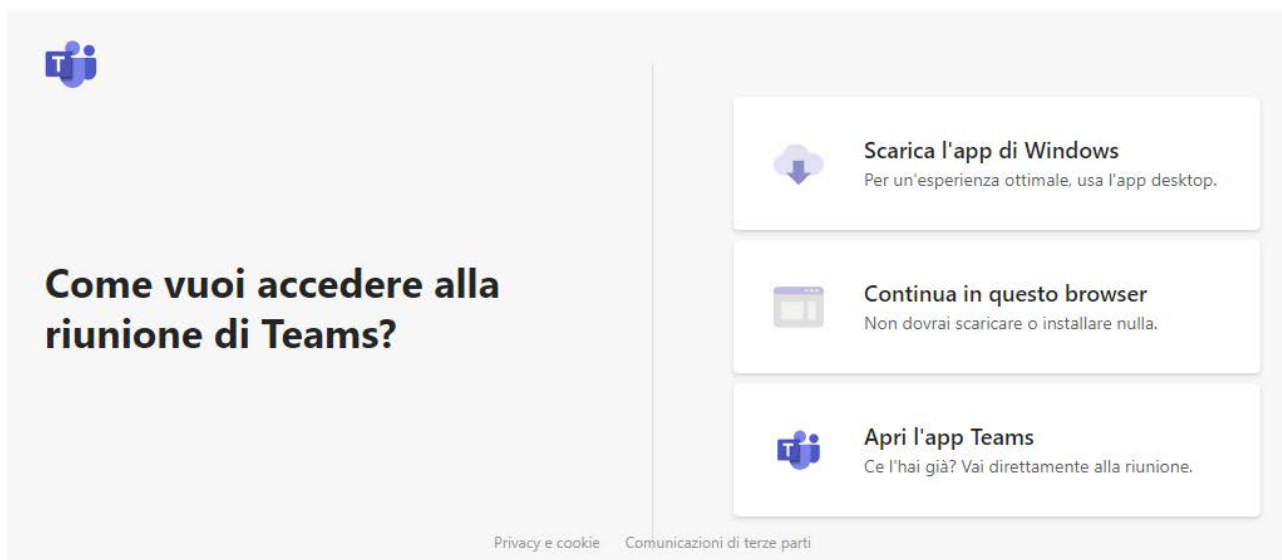 Come vuoi accedere alla
riunione di Teams?
Scarica l'app di Windows
Per un'esperienza ottimale, usa l'app desktop.
Continua in questo browser
Non dovrai scaricare o installare nulla.
Apri l'app Teams
Ce l'hai già? Vai direttamente alla riunione.
Privacy e cookie Comunicazioni di terze parti